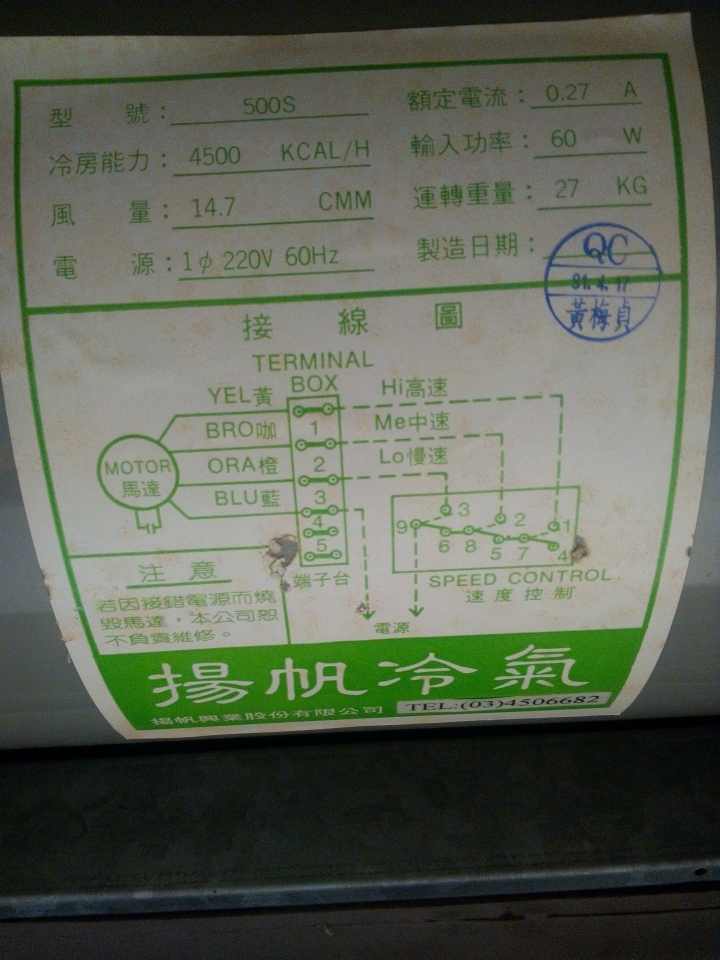 型 號：500S
額定電流：0.27 A
冷房能力：4500 KCAL/H
輸入功率：60 W
風 量：14.7 CMM
運轉重量：27 KG
電 源：1φ 220V 60Hz
製造日期：
QC
91.4.17
黃梅貞
接 線 圖
TERMINAL
BOX
YEL黃
BRO咖
ORA橙
BLU藍
MOTOR
馬達
1
2
3
4
5
端子台
Hi高速
Me中速
Lo慢速
3 2 1
9 6 8 5 7 4
SPEED CONTROL
速度控制
電源
注意
若因接錯電源而燒
毀馬達，本公司恕
不負責維修。
揚帆冷氣
揚帆興業股份有限公司 TEL:(03)4506682